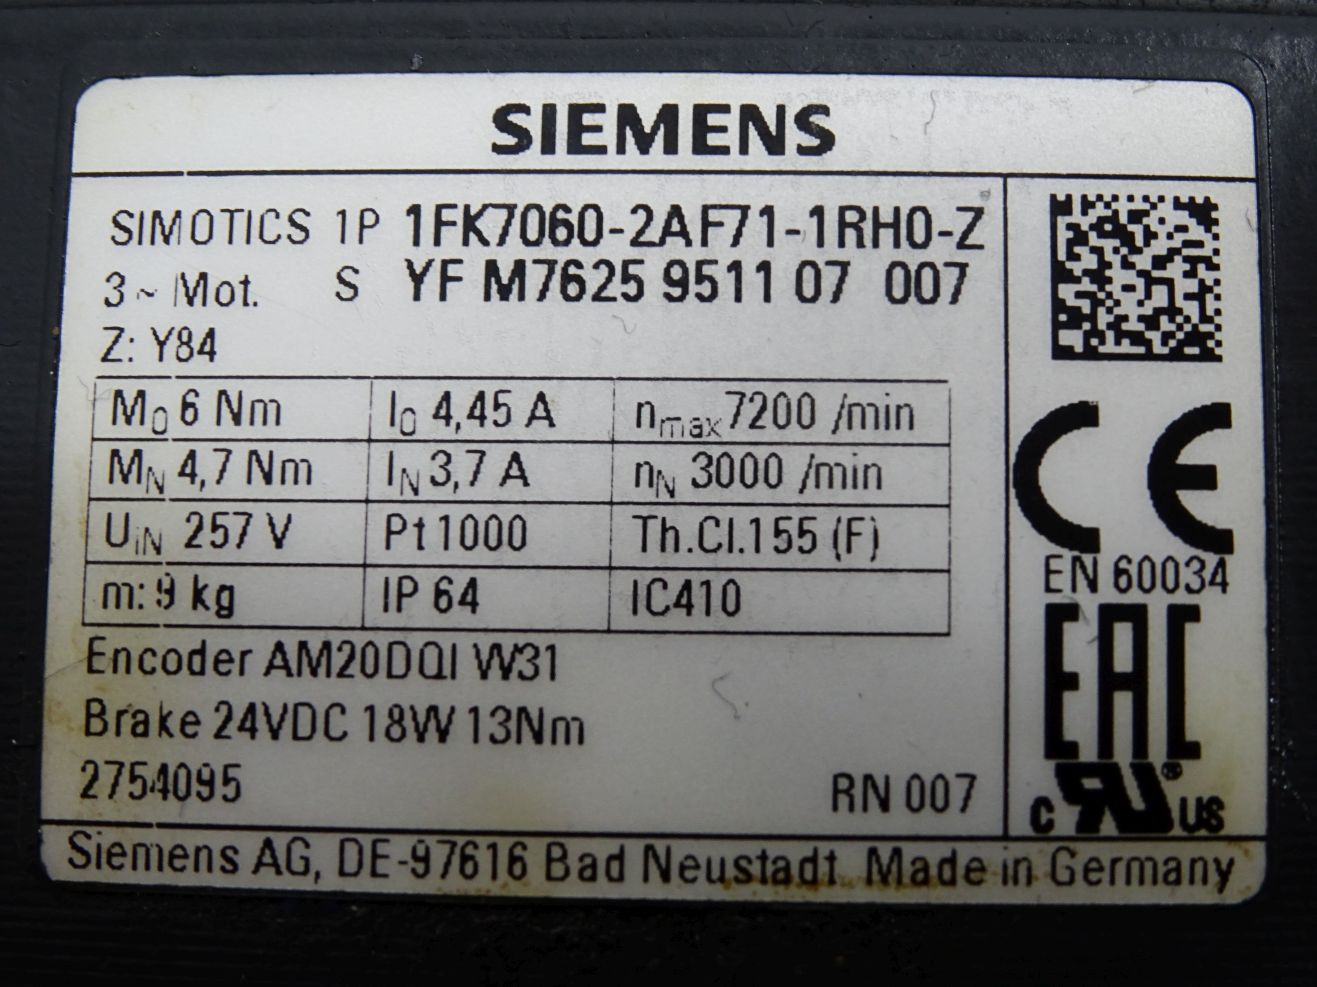 SIEMENS
SIMOTICS 1P 1FK7060-2AF71-1RH0-Z
3~ Mot. S YF M7625 9511 07 007
Z: Y84
M0 6 Nm I0 4,45 A nmax 7200 /min
MN 4,7 Nm IN 3,7 A nN 3000 /min
UiN 257 V Pt1000 Th.Cl.155 (F)
m: 9 kg IP 64 IC410
Encoder AM20DQI W31
Brake 24VDC 18W 13Nm
2754095 RN 007
CE
EN 60034
EAC
c RU® US
Siemens AG, DE-97616 Bad Neustadt Made in Germany